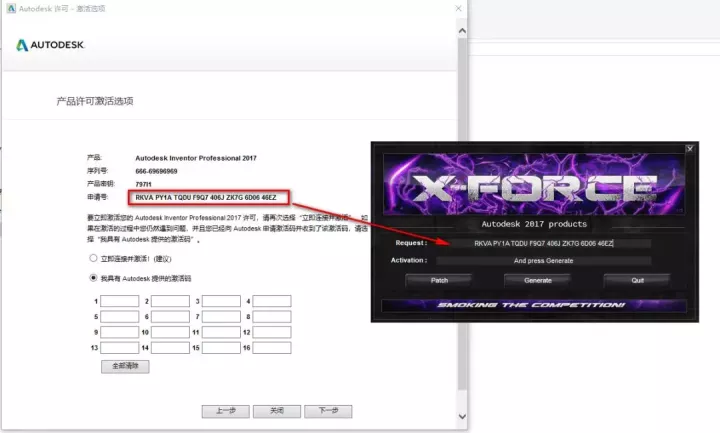 Autodesk 许可 - 激活选项
AUTODESK.
产品许可激活选项
产品: Autodesk Inventor Professional 2017
序列号: 666-69696969
产品密钥: 797I1
申请号: RKVA PY1A TQDU F9Q7 406J ZK7G 6D06 46EZ
要立即激活您的 Autodesk Inventor Professional 2017 许可，请再次选择“立即连接并激活”。如
果在激活的过程中您仍然遇到问题，并且您已经向 Autodesk 申请激活码并收到了该激活码，请选
择“我具有 Autodesk 提供的激活码”。
立即连接并激活! (建议)
我具有 Autodesk 提供的激活码
1 2 3 4
5 6 7 8
9 10 11 12
13 14 15 16
全部清除
上一步 关闭 下一步
X-FORCE
Autodesk 2017 products
Request : RKVA PY1A TQDU F9Q7 406J ZK7G 6D06 46EZ
Activation : And press Generate
Patch Generate Quit
SMOKING THE COMPETITION!